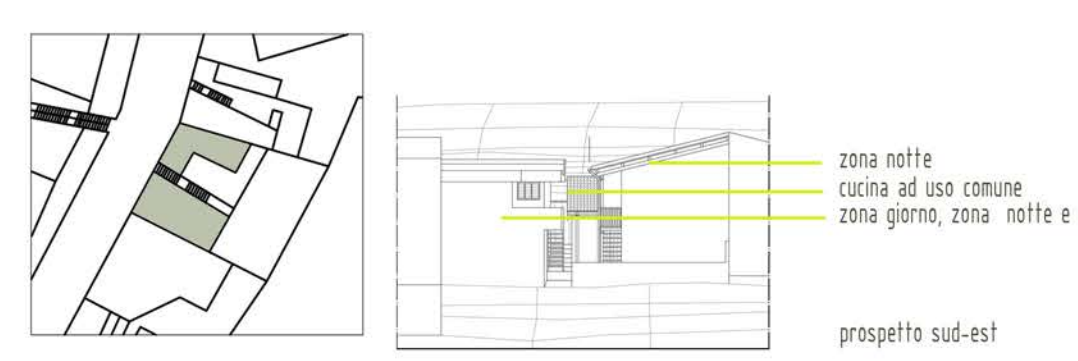 zona notte
cucina ad uso comune
zona giorno, zona notte e
prospetto sud-est